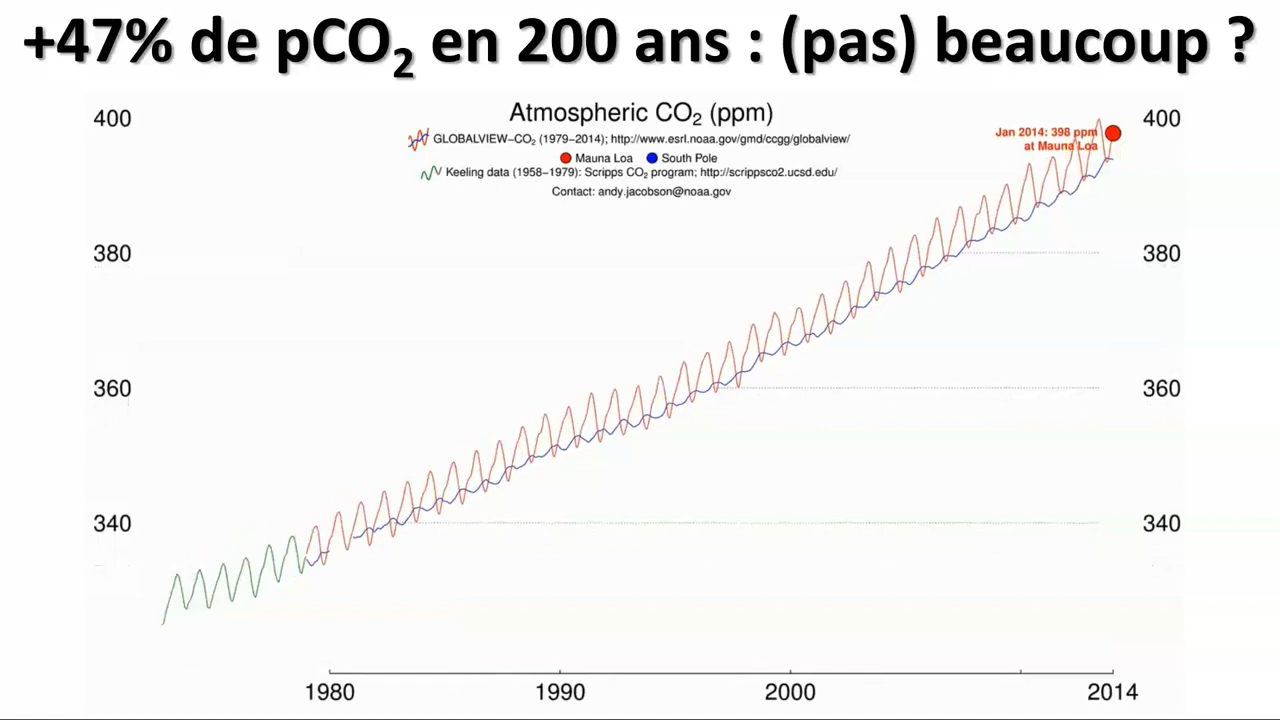 +47% de pCO₂ en 200 ans : (pas) beaucoup ?
Atmospheric CO₂ (ppm)
GLOBALVIEW−CO₂ (1979−2014); http://www.esrl.noaa.gov/gmd/ccgg/globalview/
Mauna Loa South Pole
Keeling data (1958−1979): Scripps CO₂ program; http://scrippsco2.ucsd.edu/
Contact: andy.jacobson@noaa.gov
Jan 2014: 398 ppm
at Mauna Loa
400 400
380 380
360 360
340 340
1980 1990 2000 2014